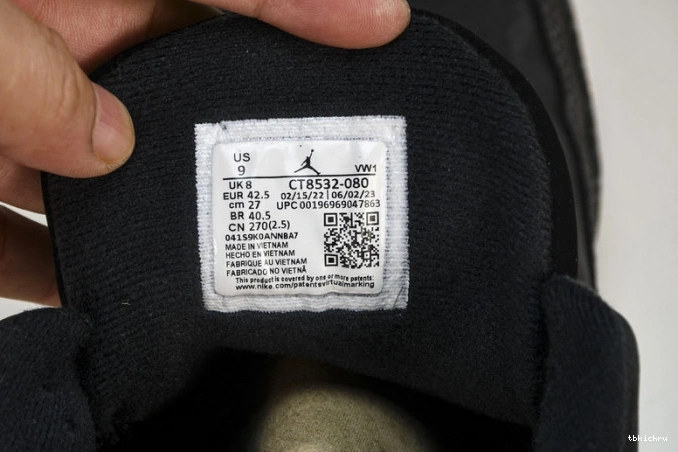 US
9
VW1
UK 8 CT8532-080
EUR 42.5 02/15/22 | 06/02/23
cm 27 UPC 00196969047863
BR 40.5
CN 270(2.5)
041S9K0ANNBA7
MADE IN VIETNAM
HECHO EN VIETNAM
FABRIQUE AU VIETNAM
FABRICADO NO VIETNÃ
This product is covered by one or more patents:
www.nike.com/patentsvirtualmarking
tbkickru